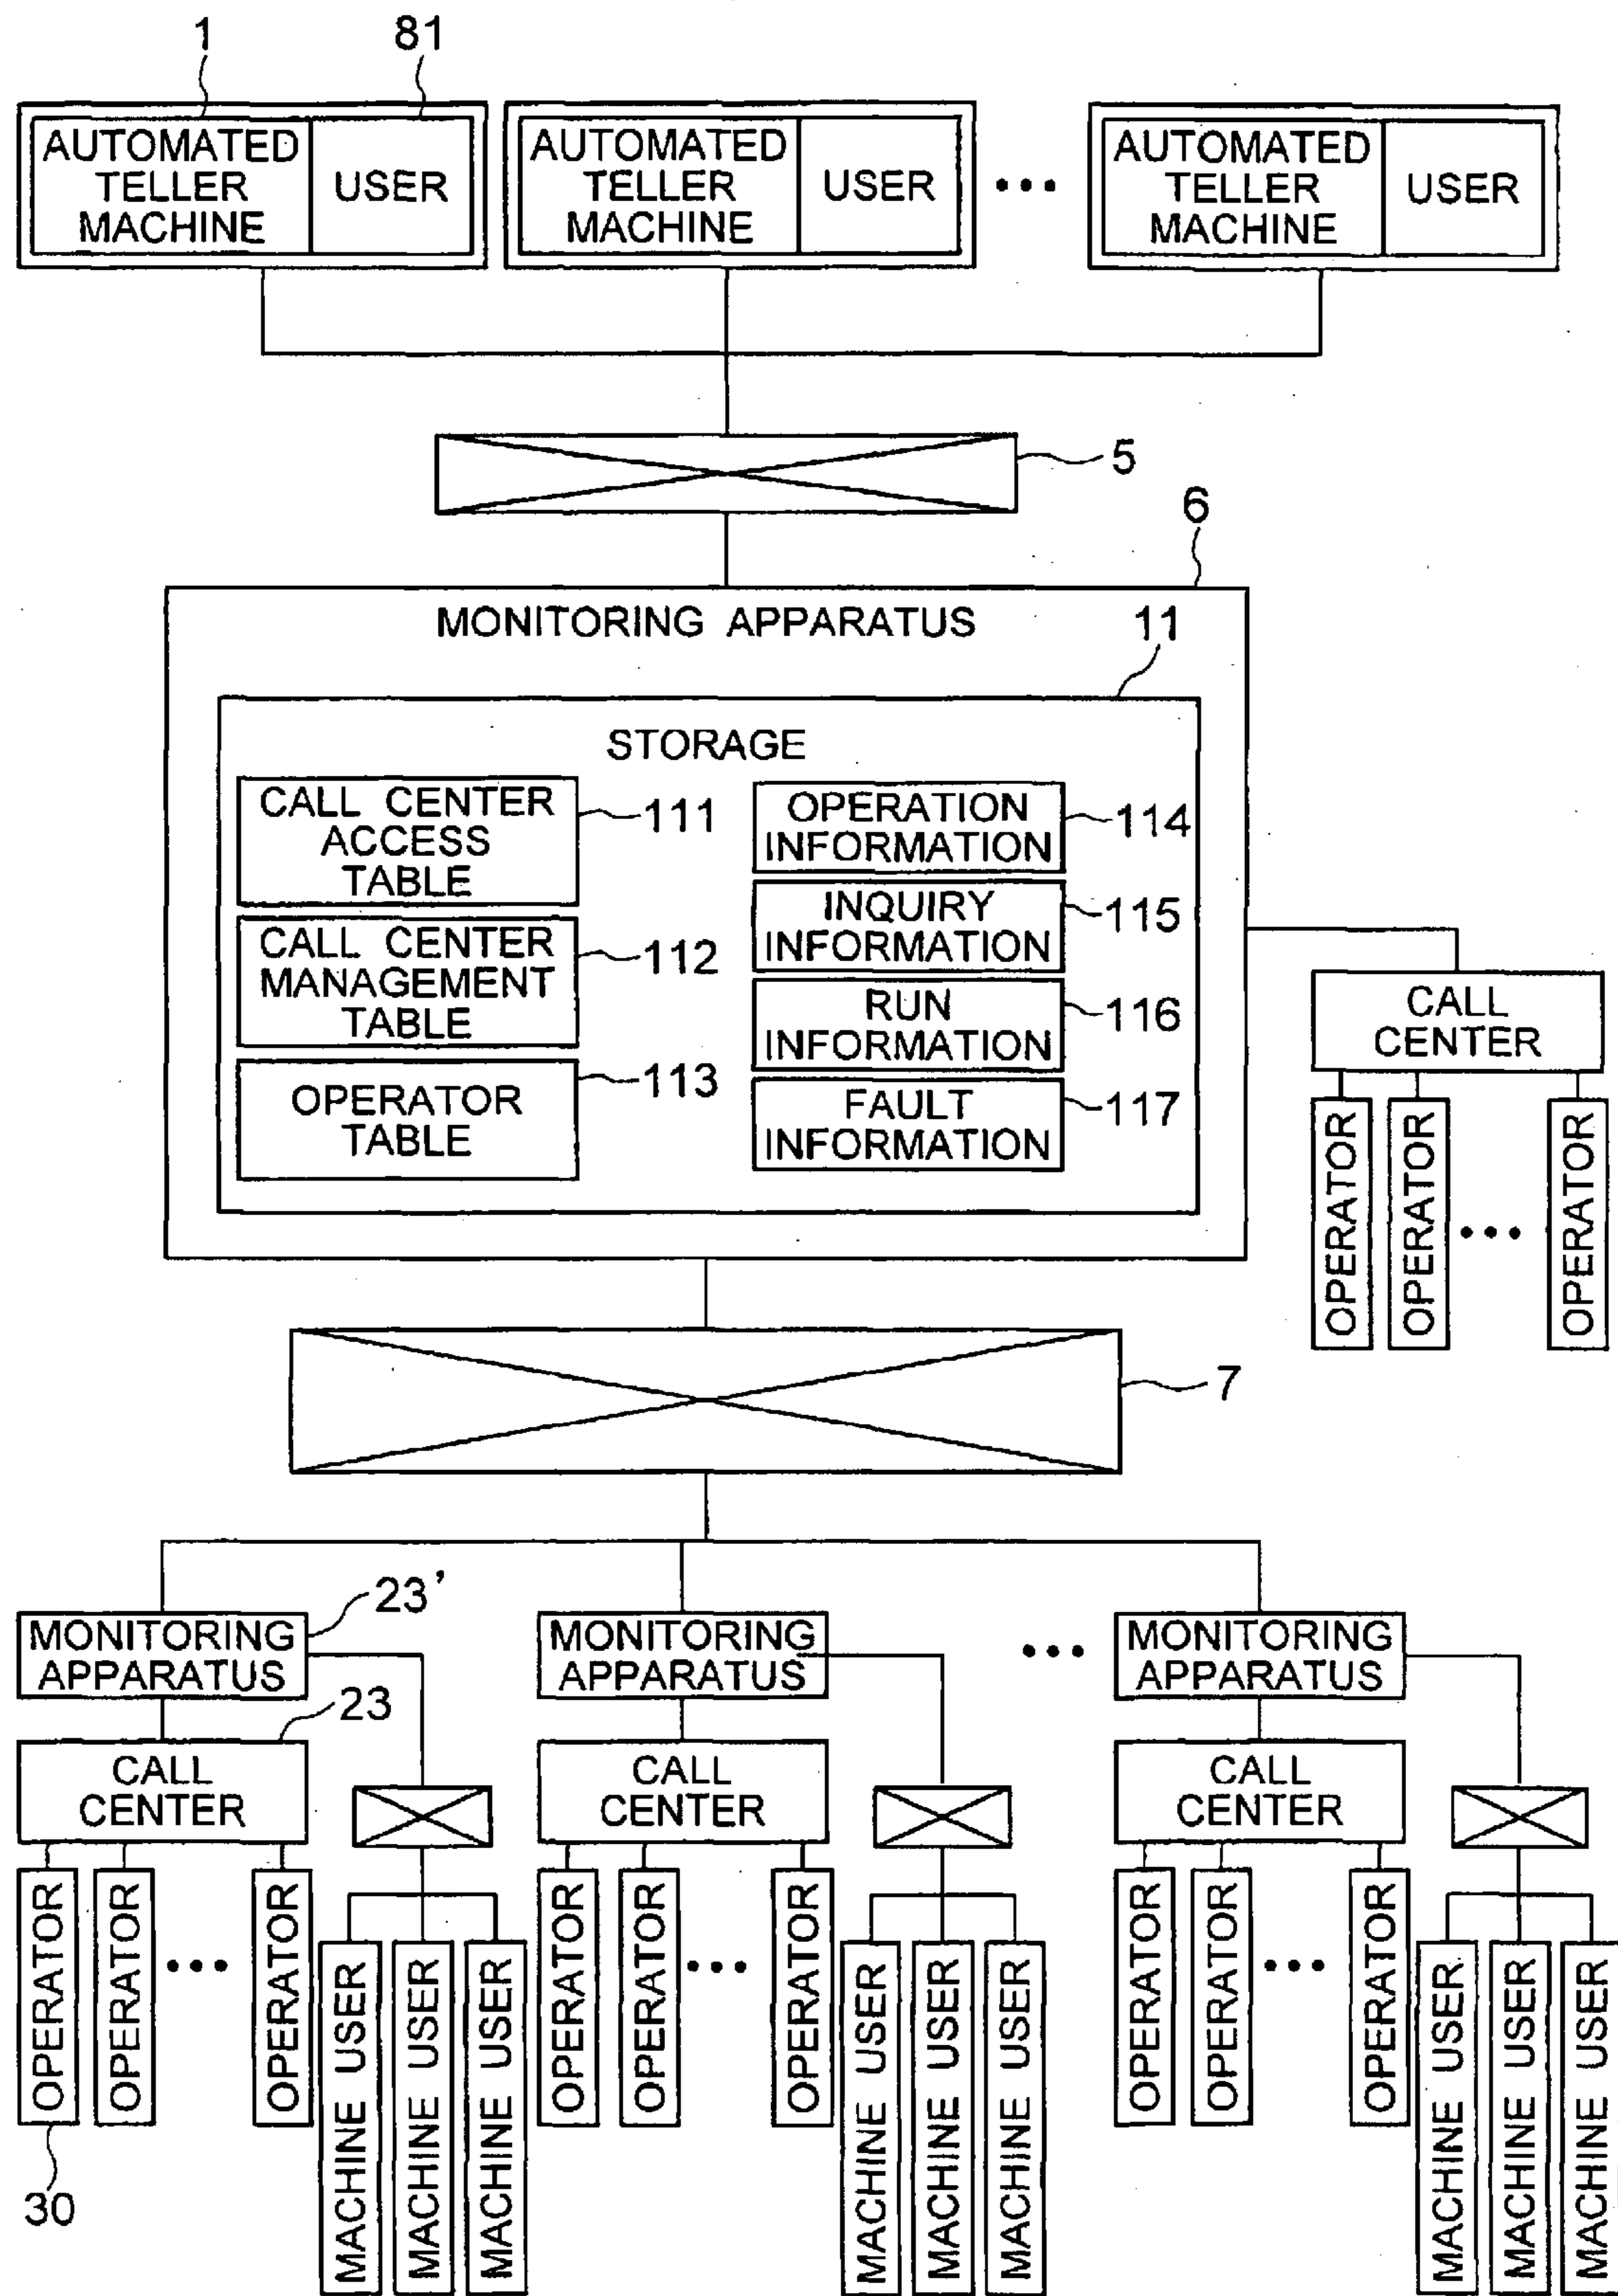 1
81
AUTOMATED
TELLER
MACHINE
USER
AUTOMATED
TELLER
MACHINE
USER
•••
AUTOMATED
TELLER
MACHINE
USER
5
6
MONITORING APPARATUS
11
STORAGE
CALL CENTER
ACCESS
TABLE
111
CALL CENTER
MANAGEMENT
TABLE
112
OPERATOR
TABLE
113
OPERATION
INFORMATION
114
INQUIRY
INFORMATION
115
RUN
INFORMATION
116
FAULT
INFORMATION
117
CALL
CENTER
OPERATOR
OPERATOR
•••
OPERATOR
7
23'
MONITORING
APPARATUS
23
CALL
CENTER
OPERATOR
OPERATOR
•••
OPERATOR
30
MACHINE USER
MACHINE USER
MACHINE USER
MONITORING
APPARATUS
CALL
CENTER
OPERATOR
OPERATOR
•••
OPERATOR
MACHINE USER
MACHINE USER
MACHINE USER
•••
MONITORING
APPARATUS
CALL
CENTER
OPERATOR
OPERATOR
•••
OPERATOR
MACHINE USER
MACHINE USER
MACHINE USER